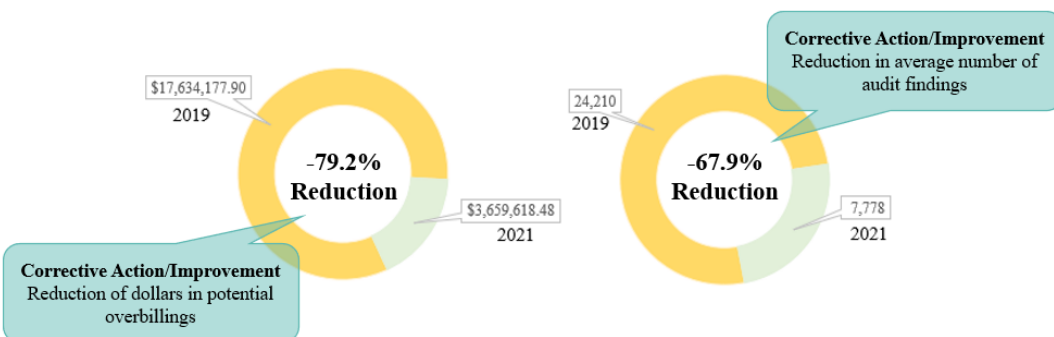 $17,634,177.90
2019
-79.2%
Reduction
$3,659,618.48
2021
Corrective Action/Improvement
Reduction of dollars in potential
overbillings
Corrective Action/Improvement
Reduction in average number of
audit findings
24,210
2019
-67.9%
Reduction
7,778
2021